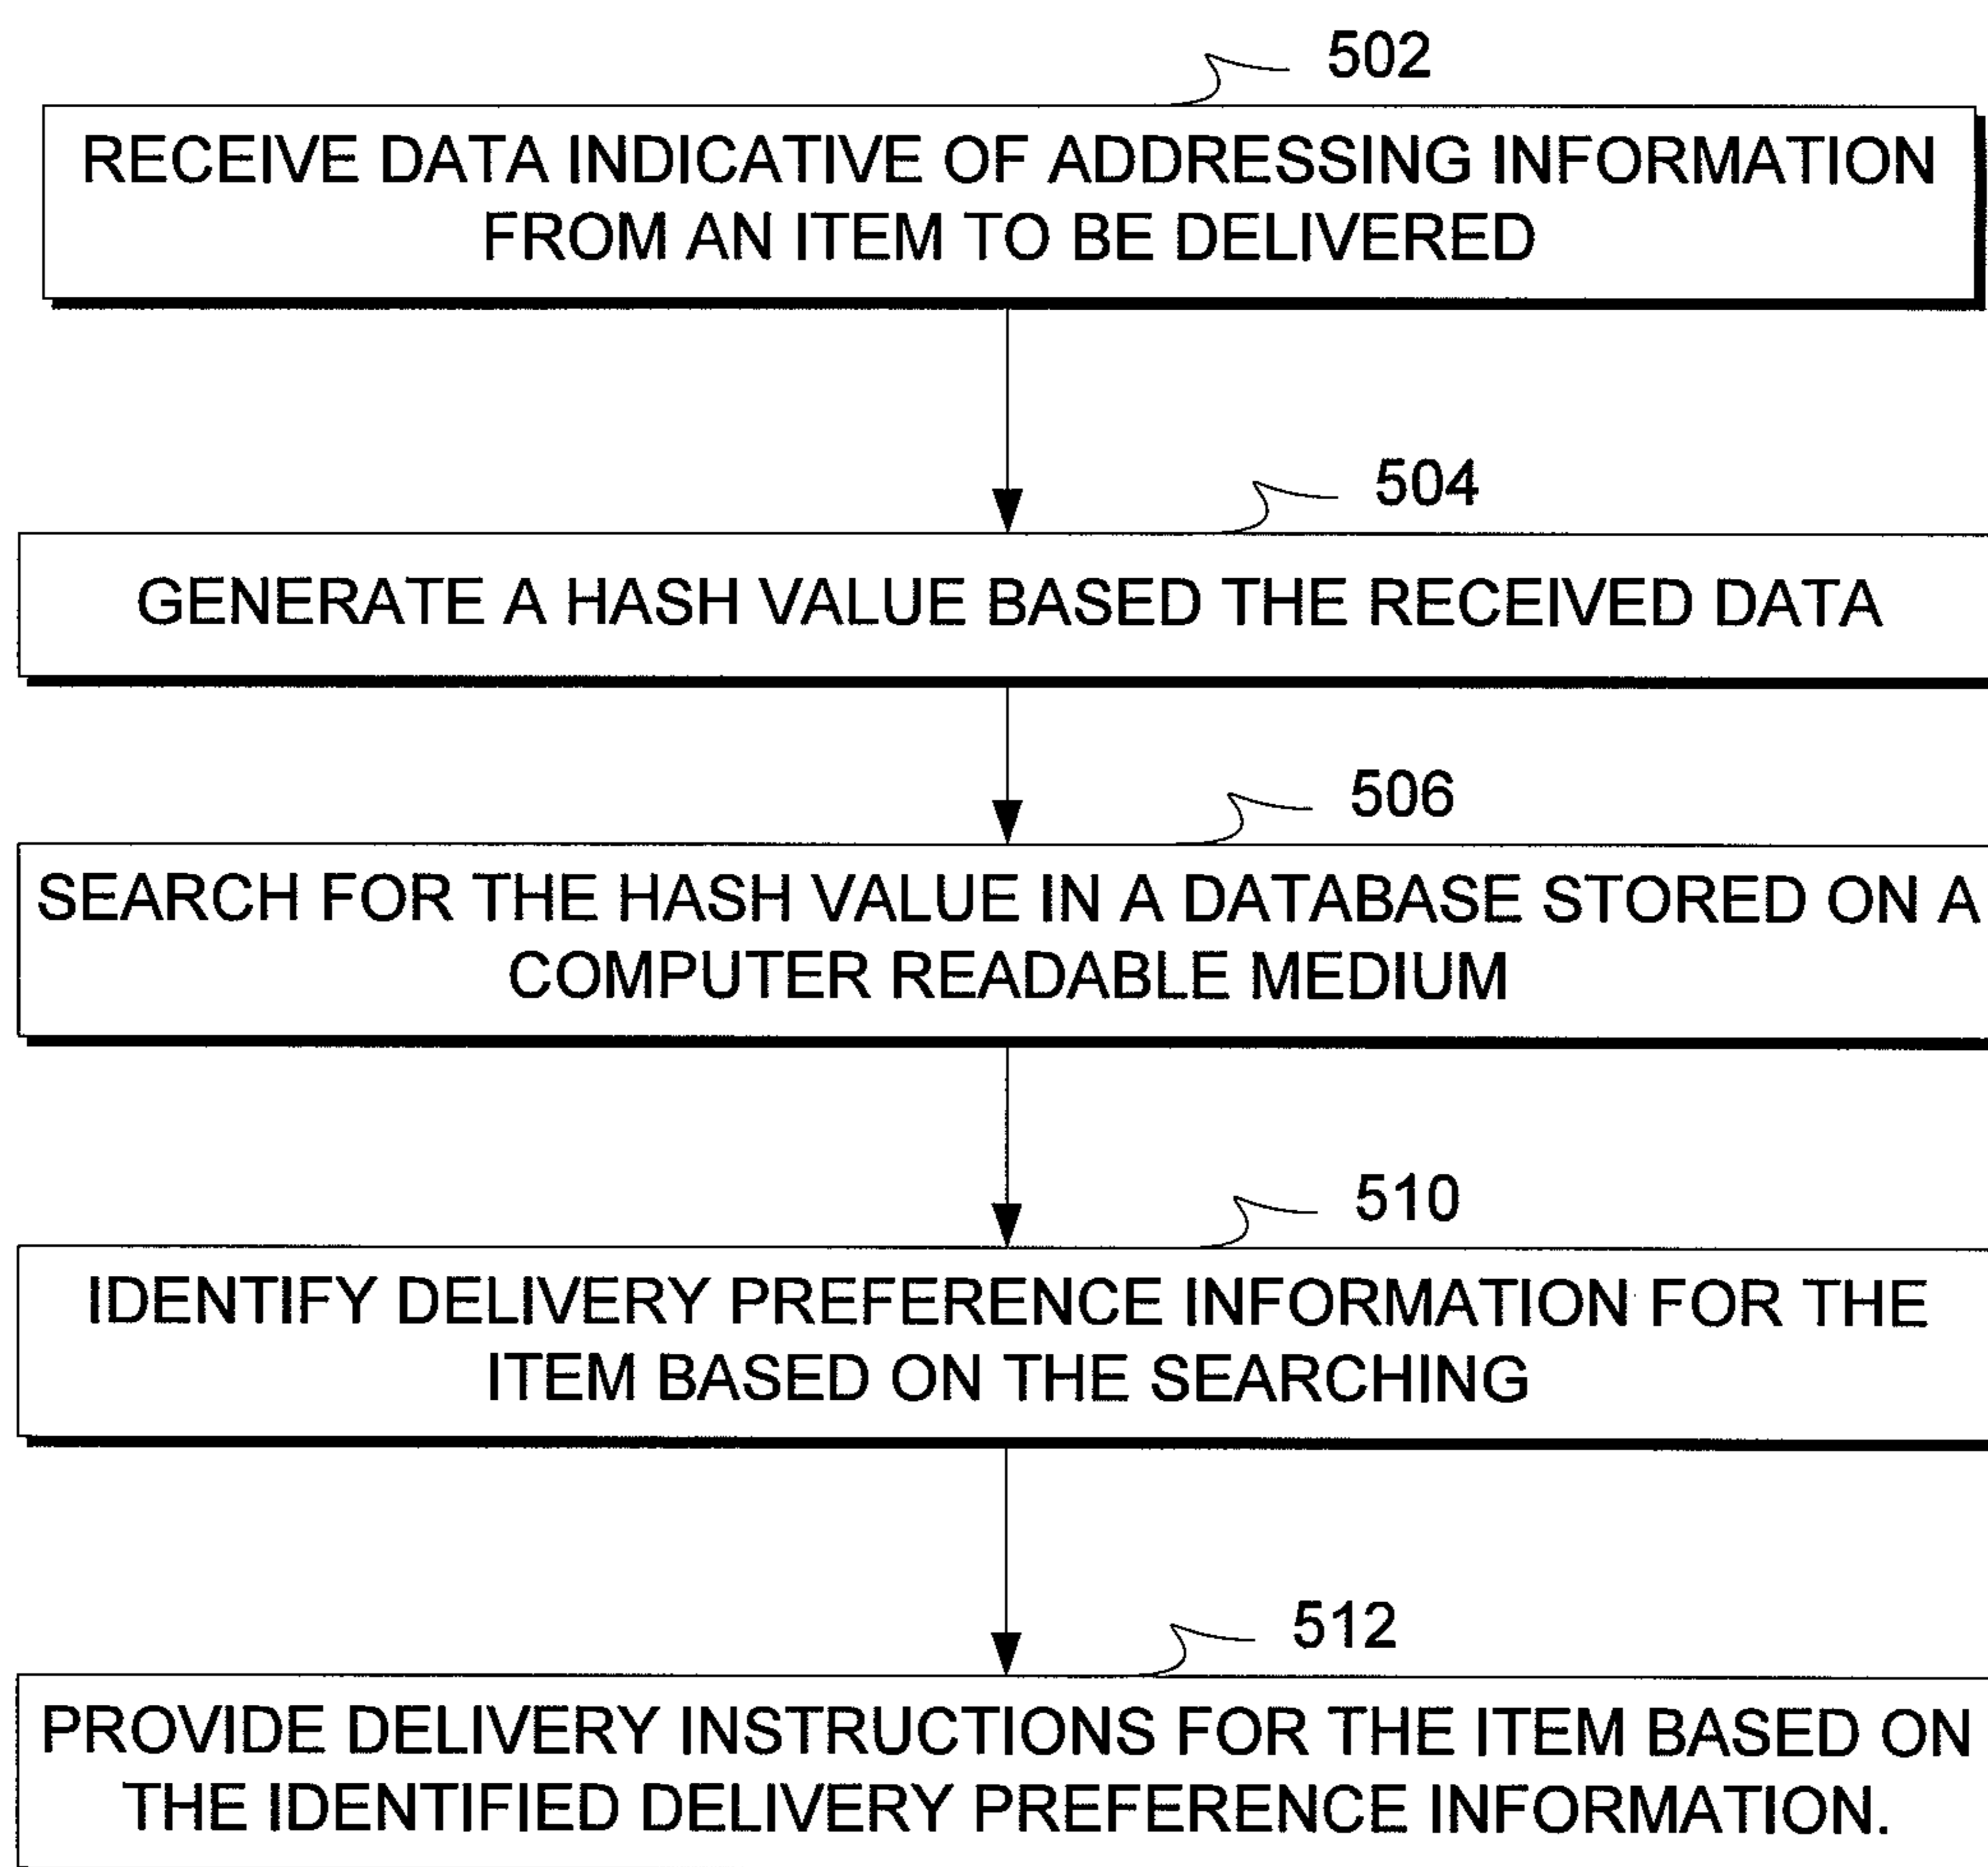 502
RECEIVE DATA INDICATIVE OF ADDRESSING INFORMATION
FROM AN ITEM TO BE DELIVERED
504
GENERATE A HASH VALUE BASED THE RECEIVED DATA
506
SEARCH FOR THE HASH VALUE IN A DATABASE STORED ON A
COMPUTER READABLE MEDIUM
510
IDENTIFY DELIVERY PREFERENCE INFORMATION FOR THE
ITEM BASED ON THE SEARCHING
512
PROVIDE DELIVERY INSTRUCTIONS FOR THE ITEM BASED ON
THE IDENTIFIED DELIVERY PREFERENCE INFORMATION.